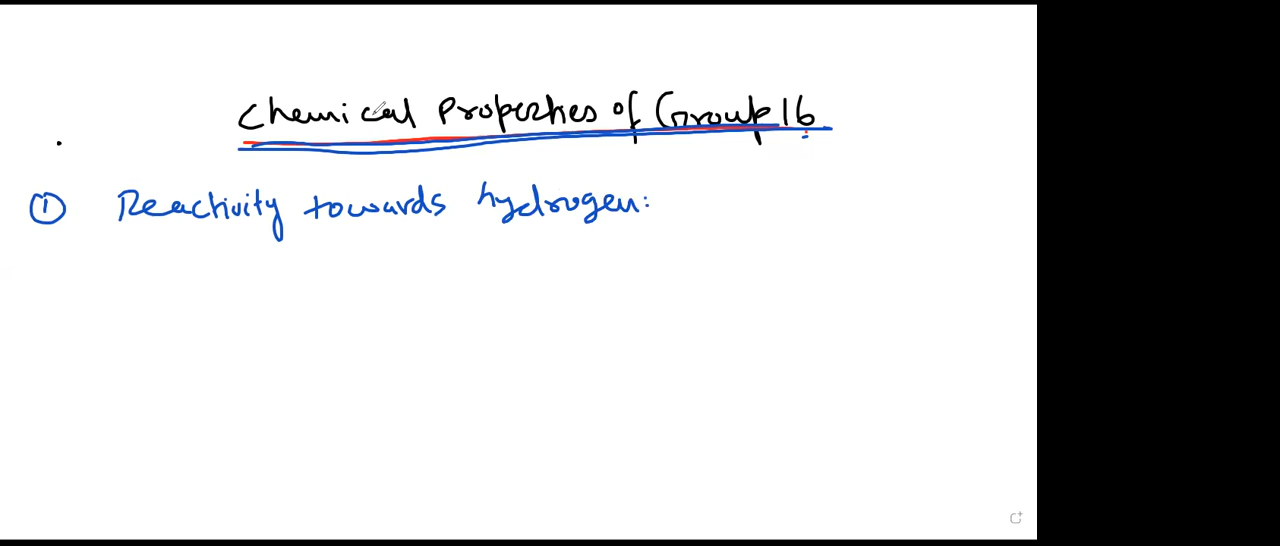 Chemical Properties of Group 16
① Reactivity towards hydrogen: